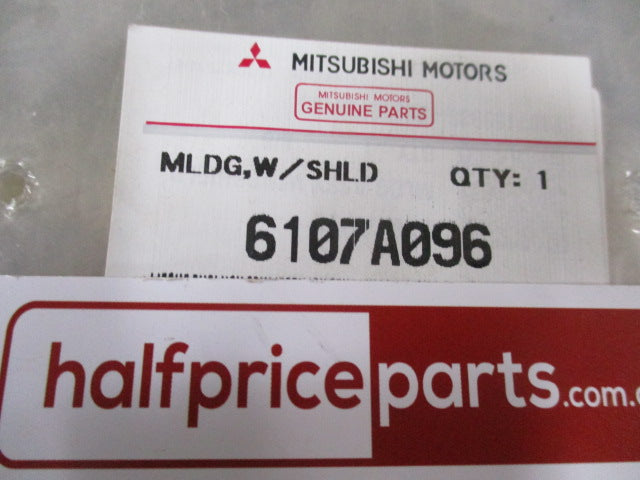 MITSUBISHI MOTORS
MITSUBISHI MOTORS
GENUINE PARTS
MLDG,W/SHLD QTY: 1
6107A096
halfpriceparts.com.